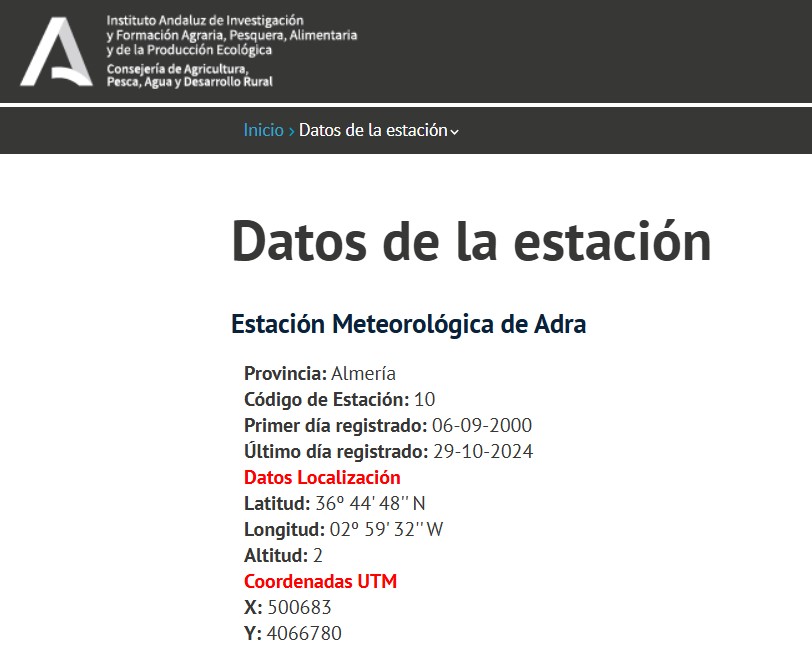 Instituto Andaluz de Investigación
y Formación Agraria, Pesquera, Alimentaria
y de la Producción Ecológica
Consejería de Agricultura,
Pesca, Agua y Desarrollo Rural
Inicio › Datos de la estación
Datos de la estación
Estación Meteorológica de Adra
Provincia: Almería
Código de Estación: 10
Primer día registrado: 06-09-2000
Último día registrado: 29-10-2024
Datos Localización
Latitud: 36º 44' 48'' N
Longitud: 02º 59' 32'' W
Altitud: 2
Coordenadas UTM
X: 500683
Y: 4066780